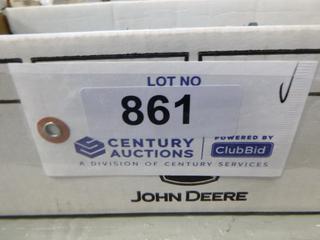 LOT NO
861
CENTURY AUCTIONS
POWERED BY
ClubBid
A DIVISION OF CENTURY SERVICES
JOHN DEERE